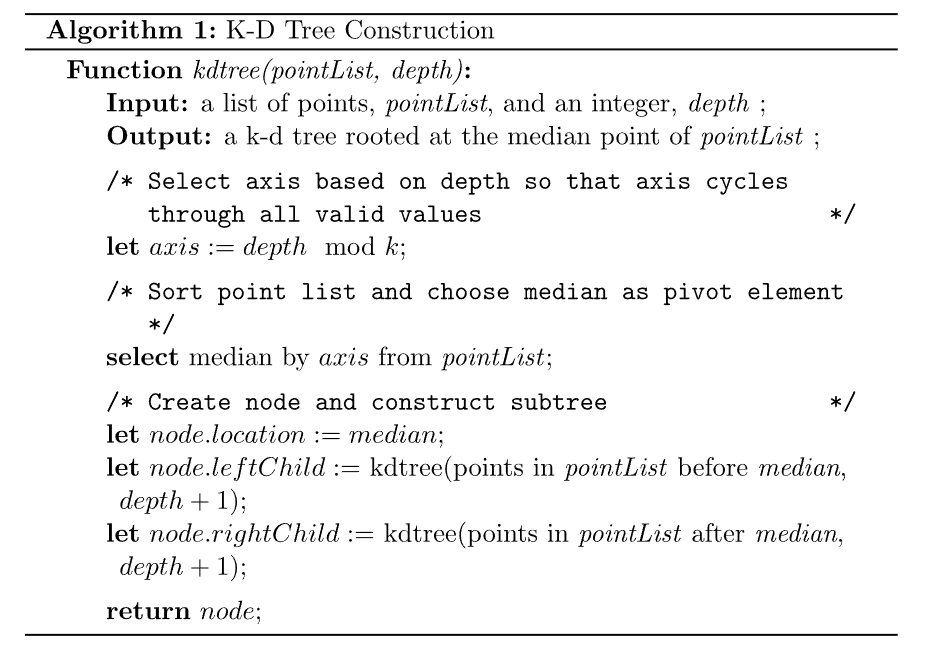 Algorithm 1: K-D Tree Construction
Function kdtree(pointList, depth):
Input: a list of points, pointList, and an integer, depth ;
Output: a k-d tree rooted at the median point of pointList ;
/* Select axis based on depth so that axis cycles
through all valid values */
let axis := depth mod k;
/* Sort point list and choose median as pivot element
*/
select median by axis from pointList;
/* Create node and construct subtree */
let node.location := median;
let node.leftChild := kdtree(points in pointList before median,
depth + 1);
let node.rightChild := kdtree(points in pointList after median,
depth + 1);
return node;